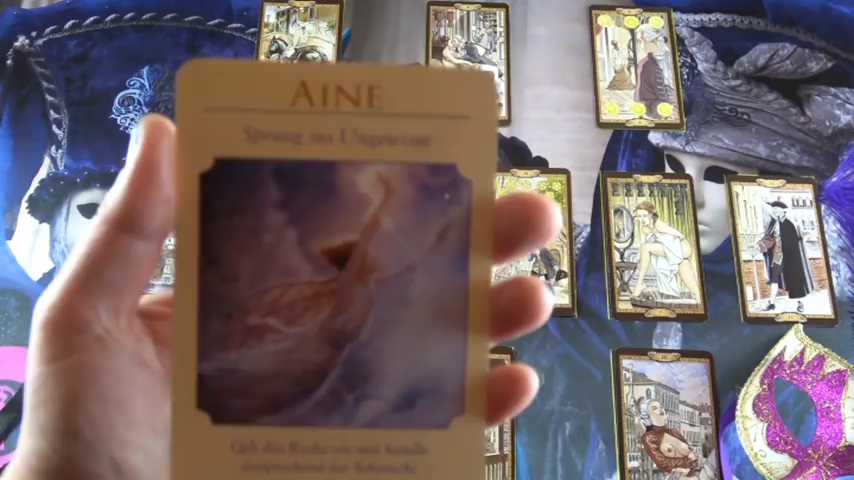 AINE
Sprung ins Ungewisse
Geh das Risiko ein und handle
entsprechend der Sehnsucht